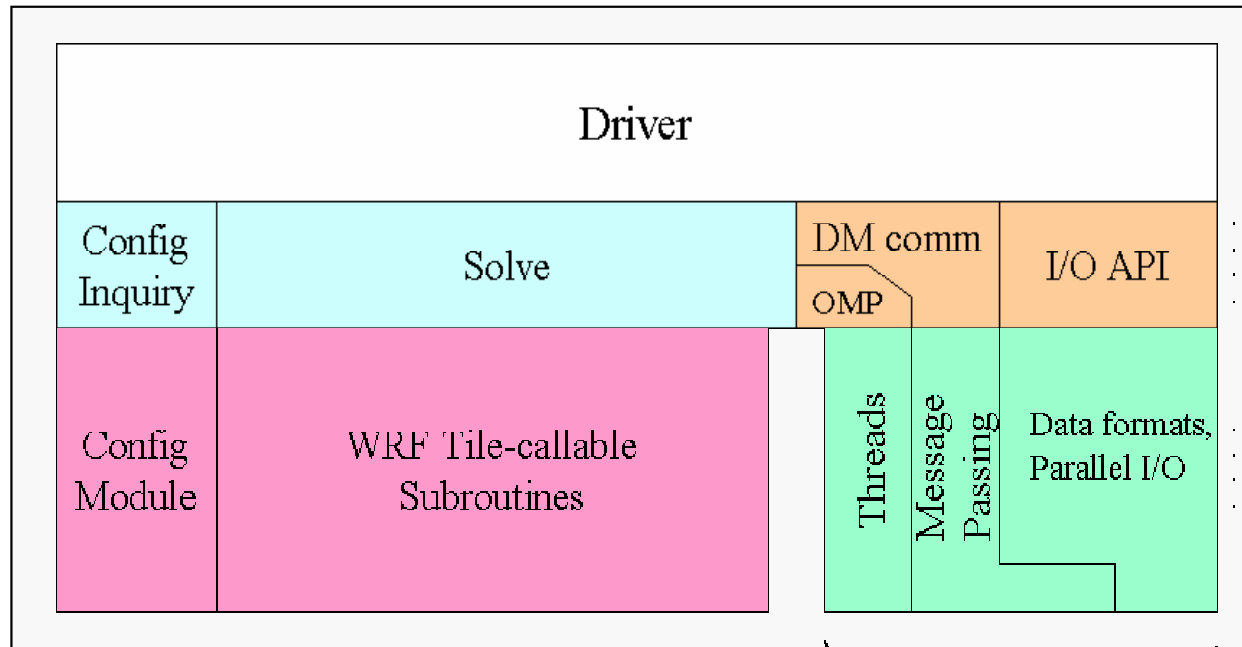 Driver
Config
Inquiry
Solve
DM comm
OMP
I/O API
Config
Module
WRF Tile-callable
Subroutines
Threads
Message
Passing
Data formats,
Parallel I/O